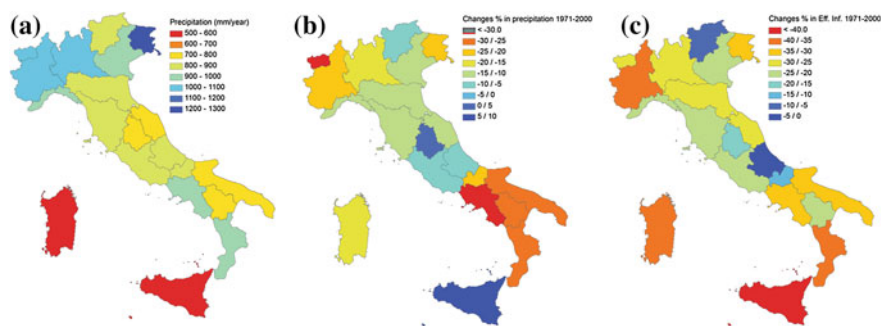 (a)
Precipitation (mm/year)
500 - 600
600 - 700
700 - 800
800 - 900
900 - 1000
1000 - 1100
1100 - 1200
1200 - 1300
(b)
Changes % in precipitation 1971-2000
< -30.0
-30 / -25
-25 / -20
-20 / -15
-15 / -10
-10 / -5
-5 / 0
0 / 5
5 / 10
(c)
Changes % in Eff. Inf. 1971-2000
< -40.0
-40 / -35
-35 / -30
-30 / -25
-25 / -20
-20 / -15
-15 / -10
-10 / -5
-5 / 0